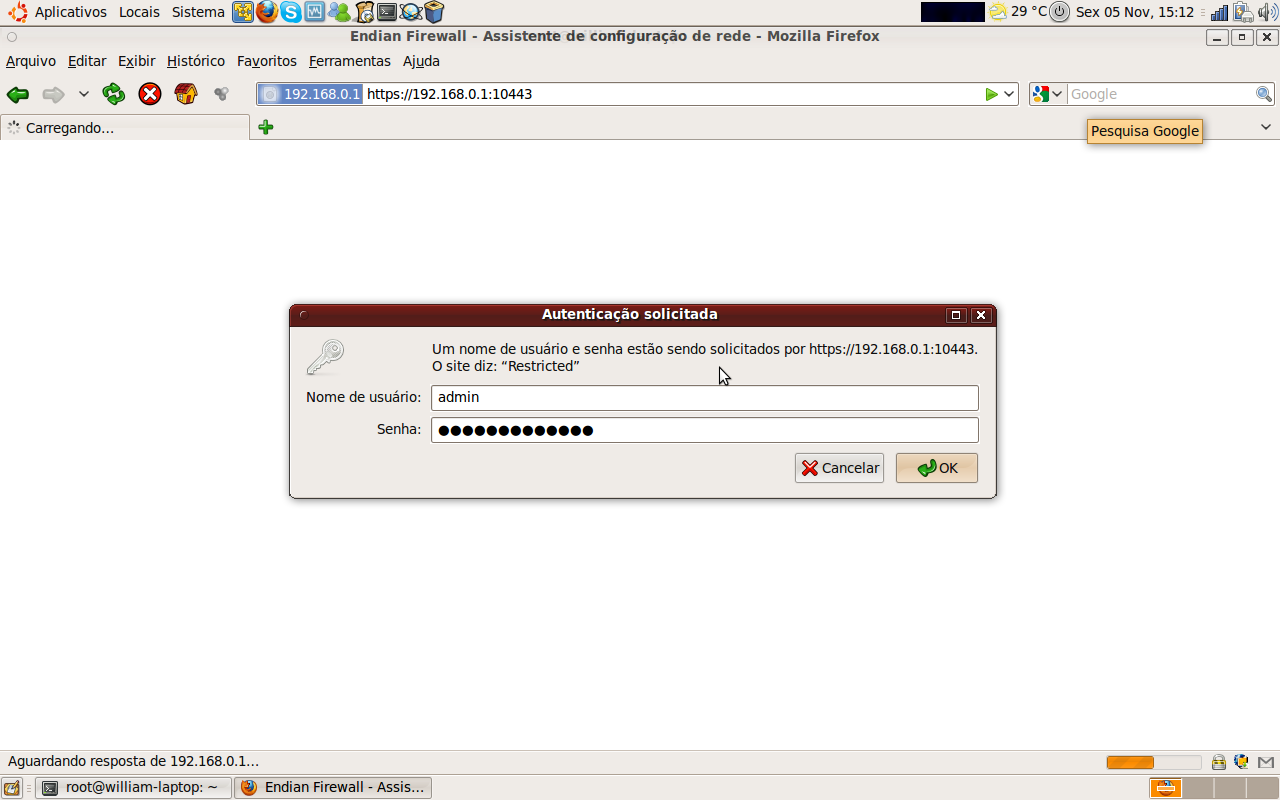 Aplicativos Locais Sistema 29 °C Sex 05 Nov, 15:12
Endian Firewall - Assistente de configuração de rede - Mozilla Firefox
Arquivo Editar Exibir Histórico Favoritos Ferramentas Ajuda
192.168.0.1 https://192.168.0.1:10443 Google
Carregando...
Pesquisa Google
Autenticação solicitada
Um nome de usuário e senha estão sendo solicitados por https://192.168.0.1:10443.
O site diz: “Restricted”
Nome de usuário: admin
Senha: ●●●●●●●●●●●●●
Cancelar OK
Aguardando resposta de 192.168.0.1...
root@william-laptop: ~ Endian Firewall - Assis...